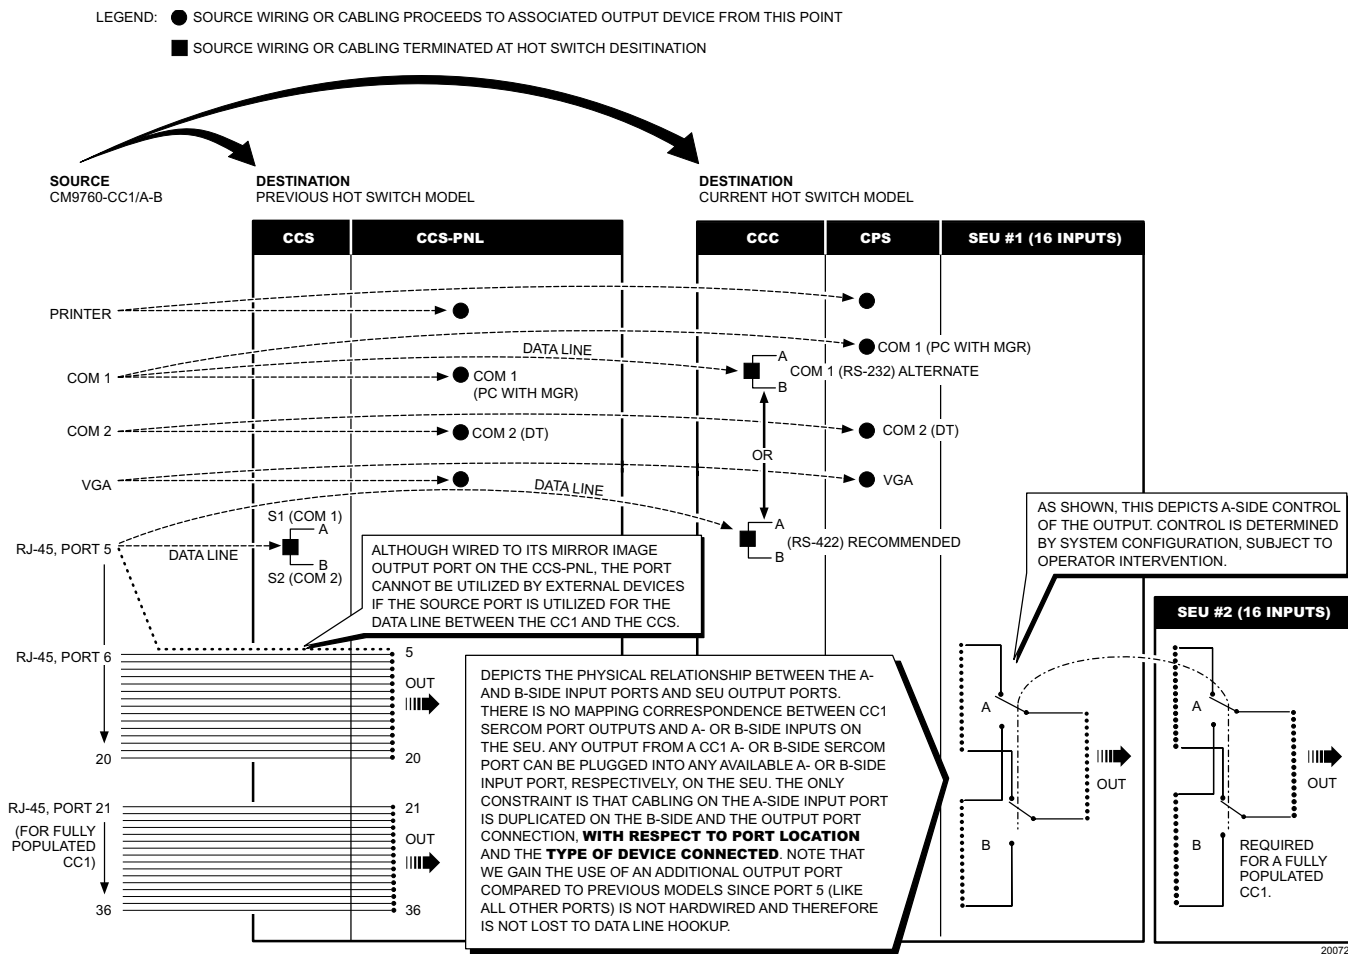 LEGEND: SOURCE WIRING OR CABLING PROCEEDS TO ASSOCIATED OUTPUT DEVICE FROM THIS POINT
SOURCE WIRING OR CABLING TERMINATED AT HOT SWITCH DESITINATION
SOURCE
CM9760-CC1/A-B
DESTINATION
PREVIOUS HOT SWITCH MODEL
DESTINATION
CURRENT HOT SWITCH MODEL
CCS
CCS-PNL
CCC
CPS
SEU #1 (16 INPUTS)
PRINTER
COM 1
COM 2
VGA
RJ-45, PORT 5
RJ-45, PORT 6
20
RJ-45, PORT 21
(FOR FULLY
POPULATED
CC1)
36
COM 1
(PC WITH MGR)
COM 2 (DT)
S1 (COM 1)
A
B
S2 (COM 2)
DATA LINE
DATA LINE
DATA LINE
COM 1 (PC WITH MGR)
A
COM 1 (RS-232) ALTERNATE
B
COM 2 (DT)
OR
VGA
A
(RS-422) RECOMMENDED
B
ALTHOUGH WIRED TO ITS MIRROR IMAGE
OUTPUT PORT ON THE CCS-PNL, THE PORT
CANNOT BE UTILIZED BY EXTERNAL DEVICES
IF THE SOURCE PORT IS UTILIZED FOR THE
DATA LINE BETWEEN THE CC1 AND THE CCS.
5
OUT
20
21
OUT
36
AS SHOWN, THIS DEPICTS A-SIDE CONTROL
OF THE OUTPUT. CONTROL IS DETERMINED
BY SYSTEM CONFIGURATION, SUBJECT TO
OPERATOR INTERVENTION.
DEPICTS THE PHYSICAL RELATIONSHIP BETWEEN THE A-
AND B-SIDE INPUT PORTS AND SEU OUTPUT PORTS.
THERE IS NO MAPPING CORRESPONDENCE BETWEEN CC1
SERCOM PORT OUTPUTS AND A- OR B-SIDE INPUTS ON
THE SEU. ANY OUTPUT FROM A CC1 A- OR B-SIDE SERCOM
PORT CAN BE PLUGGED INTO ANY AVAILABLE A- OR B-SIDE
INPUT PORT, RESPECTIVELY, ON THE SEU. THE ONLY
CONSTRAINT IS THAT CABLING ON THE A-SIDE INPUT PORT
IS DUPLICATED ON THE B-SIDE AND THE OUTPUT PORT
CONNECTION, WITH RESPECT TO PORT LOCATION
AND THE TYPE OF DEVICE CONNECTED. NOTE THAT
WE GAIN THE USE OF AN ADDITIONAL OUTPUT PORT
COMPARED TO PREVIOUS MODELS SINCE PORT 5 (LIKE
ALL OTHER PORTS) IS NOT HARDWIRED AND THEREFORE
IS NOT LOST TO DATA LINE HOOKUP.
A
B
OUT
SEU #2 (16 INPUTS)
A
B
OUT
REQUIRED
FOR A FULLY
POPULATED
CC1.
20072